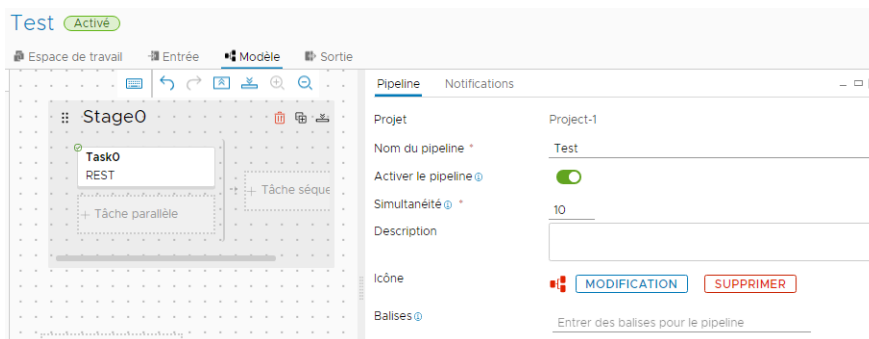 Test Activé
Espace de travail Entrée Modèle Sortie
Pipeline Notifications
Stage0
Task0
REST
+ Tâche parallèle
+ Tâche séque
Projet Project-1
Nom du pipeline * Test
Activer le pipeline
Simultanéité * 10
Description
Icône MODIFICATION SUPPRIMER
Balises Entrer des balises pour le pipeline